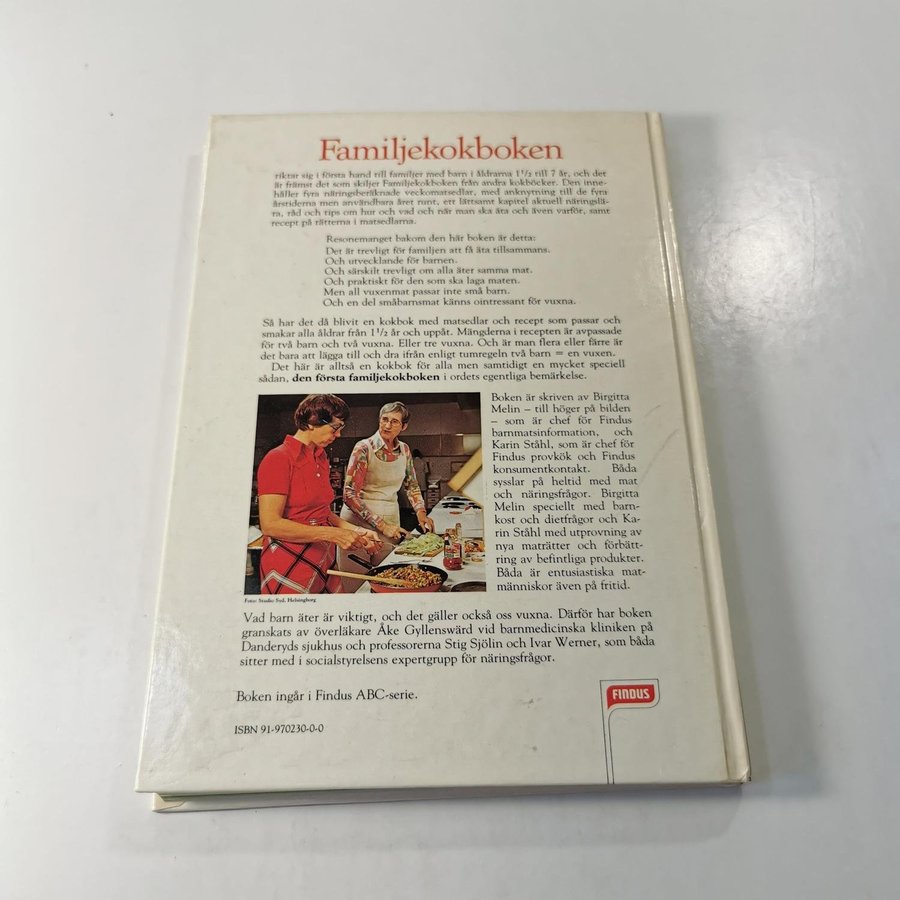 Familjekokboken
riktar sig i första hand till familjer med barn i åldrarna 1 1/2 till 7 år, och det
är främst det som skiljer Familjekokboken från andra kokböcker. Den inne-
håller fyra näringsberäknade veckomatsedlar, med anknytning till de fyra
årstiderna men användbara året runt, ett lättsamt kapitel aktuell näringslä-
ra, råd och tips om hur och vad och när man ska äta och även varför, samt
recept på rätterna i matsedlarna.
Resonemanget bakom den här boken är detta:
Det är trevligt för familjen att få äta tillsammans.
Och utvecklande för barnen.
Och särskilt trevligt om alla äter samma mat.
Och praktiskt för den som ska laga maten.
Men all vuxenmat passar inte små barn.
Och en del småbarnsmat känns ointressant för vuxna.
Så har det då blivit en kokbok med matsedlar och recept som passar och
smakar alla åldrar från 1 1/2 år och uppåt. Mängderna i recepten är avpassade
för två barn och två vuxna. Eller tre vuxna. Och är man flera eller färre är
det bara att lägga till och dra ifrån enligt tumregeln två barn = en vuxen.
Det här är alltså en kokbok för alla men samtidigt en mycket speciell
sådan, den första familjekokboken i ordets egentliga bemärkelse.
Boken är skriven av Birgitta
Melin – till höger på bilden
– som är chef för Findus
barnmatsinformation, och
Karin Ståhl, som är chef för
Findus provkök och Findus
konsumentkontakt. Båda
sysslar på heltid med mat
och näringsfrågor. Birgitta
Melin speciellt med barn-
kost och dietfrågor och Ka-
rin Ståhl med utprovning av
nya maträtter och förbätt-
ring av befintliga produkter.
Båda är entusiastiska mat-
människor även på fritid.
Foto: Studio Syd, Helsingborg
Vad barn äter är viktigt, och det gäller också oss vuxna. Därför har boken
granskats av överläkare Åke Gyllenswärd vid barnmedicinska kliniken på
Danderyds sjukhus och professorerna Stig Sjölin och Ivar Werner, som båda
sitter med i socialstyrelsens expertgrupp för näringsfrågor.
Boken ingår i Findus ABC-serie.
FINDUS
ISBN 91-970230-0-0